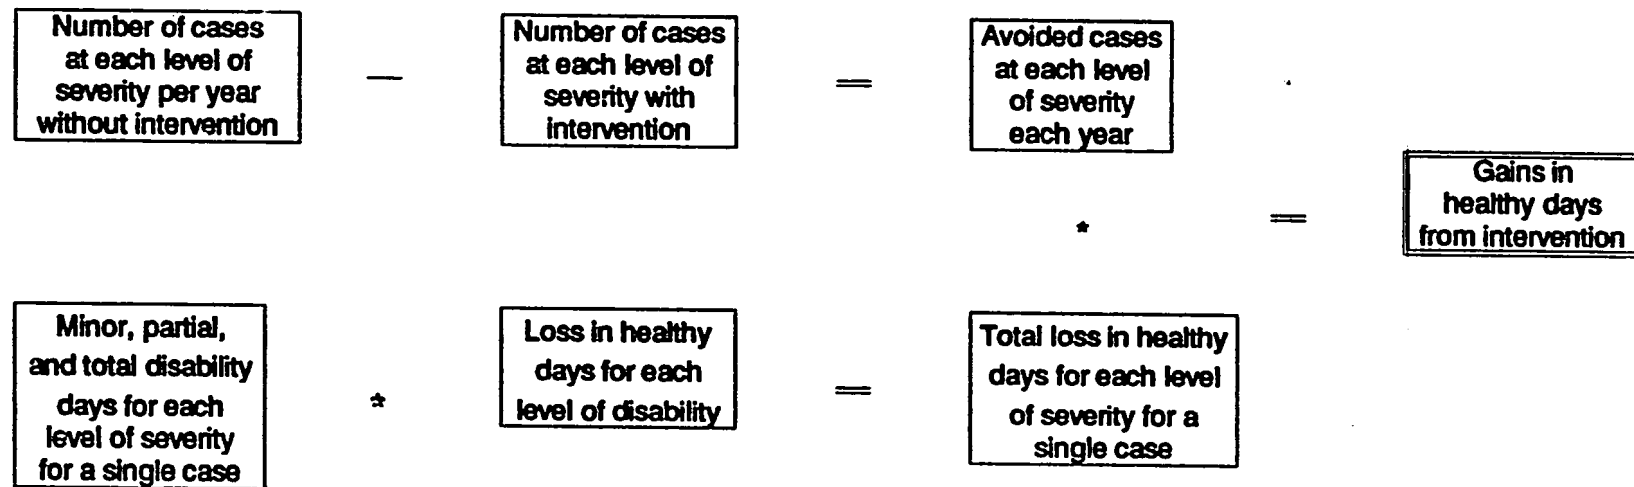 Number of cases
at each level of
severity per year
without intervention
—
Number of cases
at each level of
severity with
intervention
=
Avoided cases
at each level
of severity
each year
*
=
Gains in
healthy days
from intervention
Minor, partial,
and total disability
days for each
level of severity
for a single case
*
Loss in healthy
days for each
level of disability
=
Total loss in healthy
days for each level
of severity for a
single case